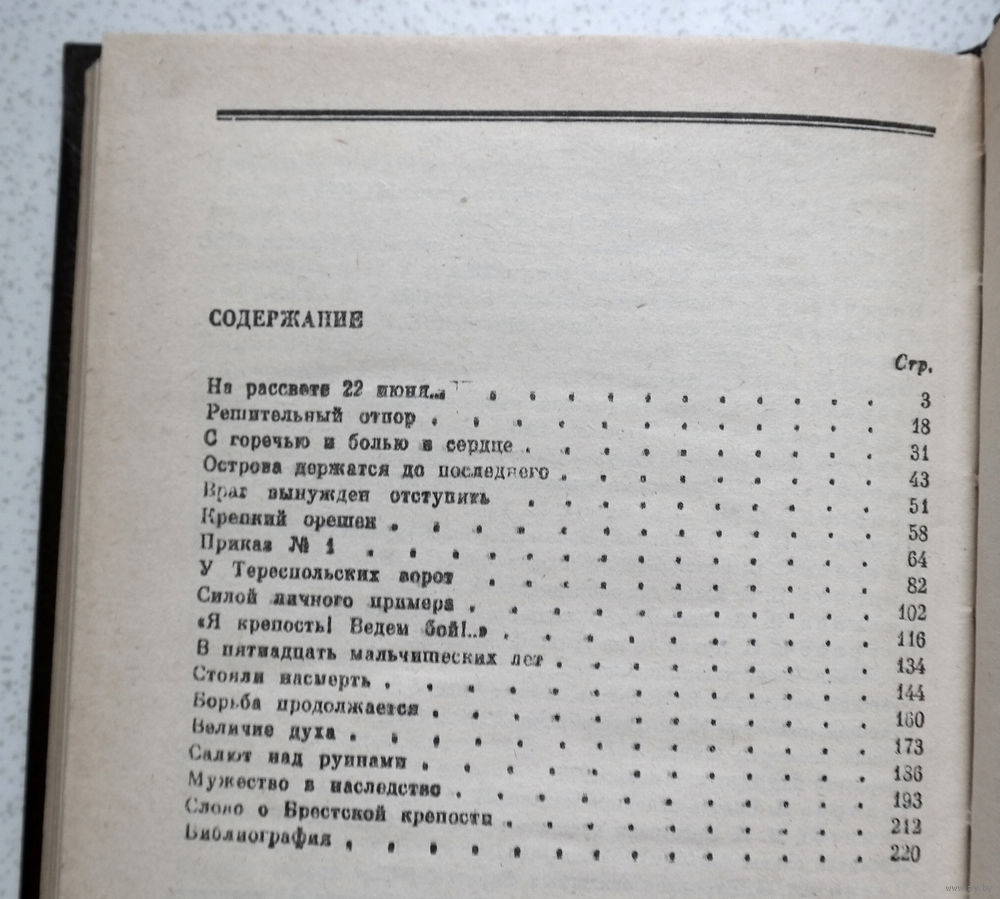 СОДЕРЖАНИЕ
Стр.
На рассвете 22 июня... 3
Решительный отпор 18
С горечью и болью в сердце 31
Острова держатся до последнего 43
Враг вынужден отступить 51
Крепкий орешек 58
Приказ № 1 64
У Тереспольских ворот 82
Силой личного примера 102
«Я крепость! Ведем бой!..» 116
В пятнадцать мальчишеских лет 134
Стояли насмерть 144
Борьба продолжается 160
Величие духа 173
Салют над руинами 186
Мужество в наследство 193
Слово о Брестской крепости 212
Библиография 220